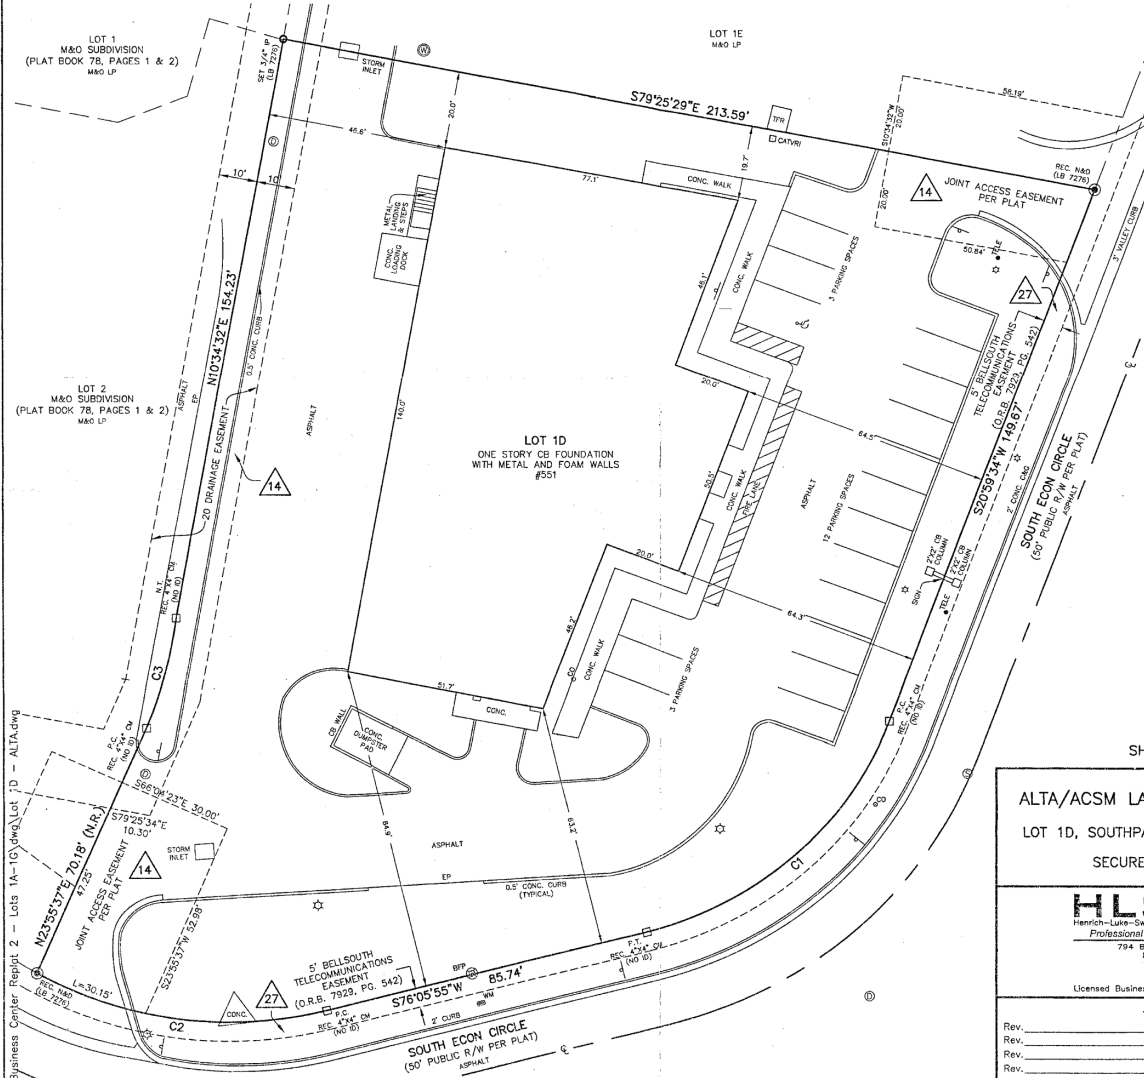 LOT 1
M&O SUBDIVISION
(PLAT BOOK 78, PAGES 1 & 2)
M&O LP
SET 3/4" IP
(LB 7276)
STORM
INLET
W
LOT 1E
M&O LP
S79°25'29"E 213.59'
TFR
CATVRI
S10°34'32"W
20.00'
58.19'
20.00'
14
JOINT ACCESS EASEMENT
PER PLAT
REC. N&D
(LB 7276)
3' VALLEY CURB
20.0'
46.6'
19.7'
D
10'
10'
77.1'
CONC. WALK
METAL
LANDING
& STEPS
CONC.
LOADING
DOCK
CONC. WALK
46.1'
3 PARKING SPACES
50.84'
TELE
27
5' BELLSOUTH
TELECOMMUNICATIONS
EASEMENT
(O.R.B. 7929, PG. 542)
N10°34'32"E 154.23'
0.5' CONC. CURB
ASPHALT
EP
LOT 2
M&O SUBDIVISION
(PLAT BOOK 78, PAGES 1 & 2)
M&O LP
ASPHALT
140.0'
20.0'
64.5'
LOT 1D
ONE STORY CB FOUNDATION
WITH METAL AND FOAM WALLS
#551
20 DRAINAGE EASEMENT
14
50.5'
CONC. WALK
FIRE LANE
ASPHALT
12 PARKING SPACES
S20°59'34"W 149.67'
2' CONC. C&G
SOUTH ECON CIRCLE
(50' PUBLIC R/W PER PLAT)
ASPHALT
20.0'
64.3'
2'X2' CB
COLUMN
2'X2' CB
COLUMN
SIGN
TELE
N.T.
REC. 4"X4" CM
(NO ID)
46.2'
CONC. WALK
CO
3 PARKING SPACES
C3
51.7'
CONC.
P.C.
REC. 4"X4" CM
(NO ID)
P.C.
REC. 4"X4" CM
(NO ID)
CB WALL
CONC.
DUMPSTER
PAD
D
S66°04'23"E 30.00'
S79°25'34"E
10.30'
84.9'
63.2'
S
N23°55'37"E 70.18' (N.R.)
47.25'
14
STORM
INLET
JOINT ACCESS EASEMENT
PER PLAT
S23°55'37"W 52.98'
ASPHALT
EP
0.5' CONC. CURB
(TYPICAL)
C1
REC. N&D
(LB 7276)
L=30.15'
C2
CONC.
27
5' BELLSOUTH
TELECOMMUNICATIONS
EASEMENT
(O.R.B. 7929, PG. 542)
BFP
P.T.
REC. 4"X4" CM
(NO ID)
S76°05'55"W 85.74'
WM
P.C.
REC. 4"X4" CM
(NO ID)
2' CURB
D
SOUTH ECON CIRCLE
(50' PUBLIC R/W PER PLAT)
ASPHALT
Business Center Replot 2 - Lots 1A-1G\dwg\Lot 1D - ALTA.dwg
SH
ALTA/ACSM LA
LOT 1D, SOUTHPA
SECURE
HL
Henrich-Luke-Sw
Professional
794 B
Licensed Busine
Rev.
Rev.
Rev.
Rev.